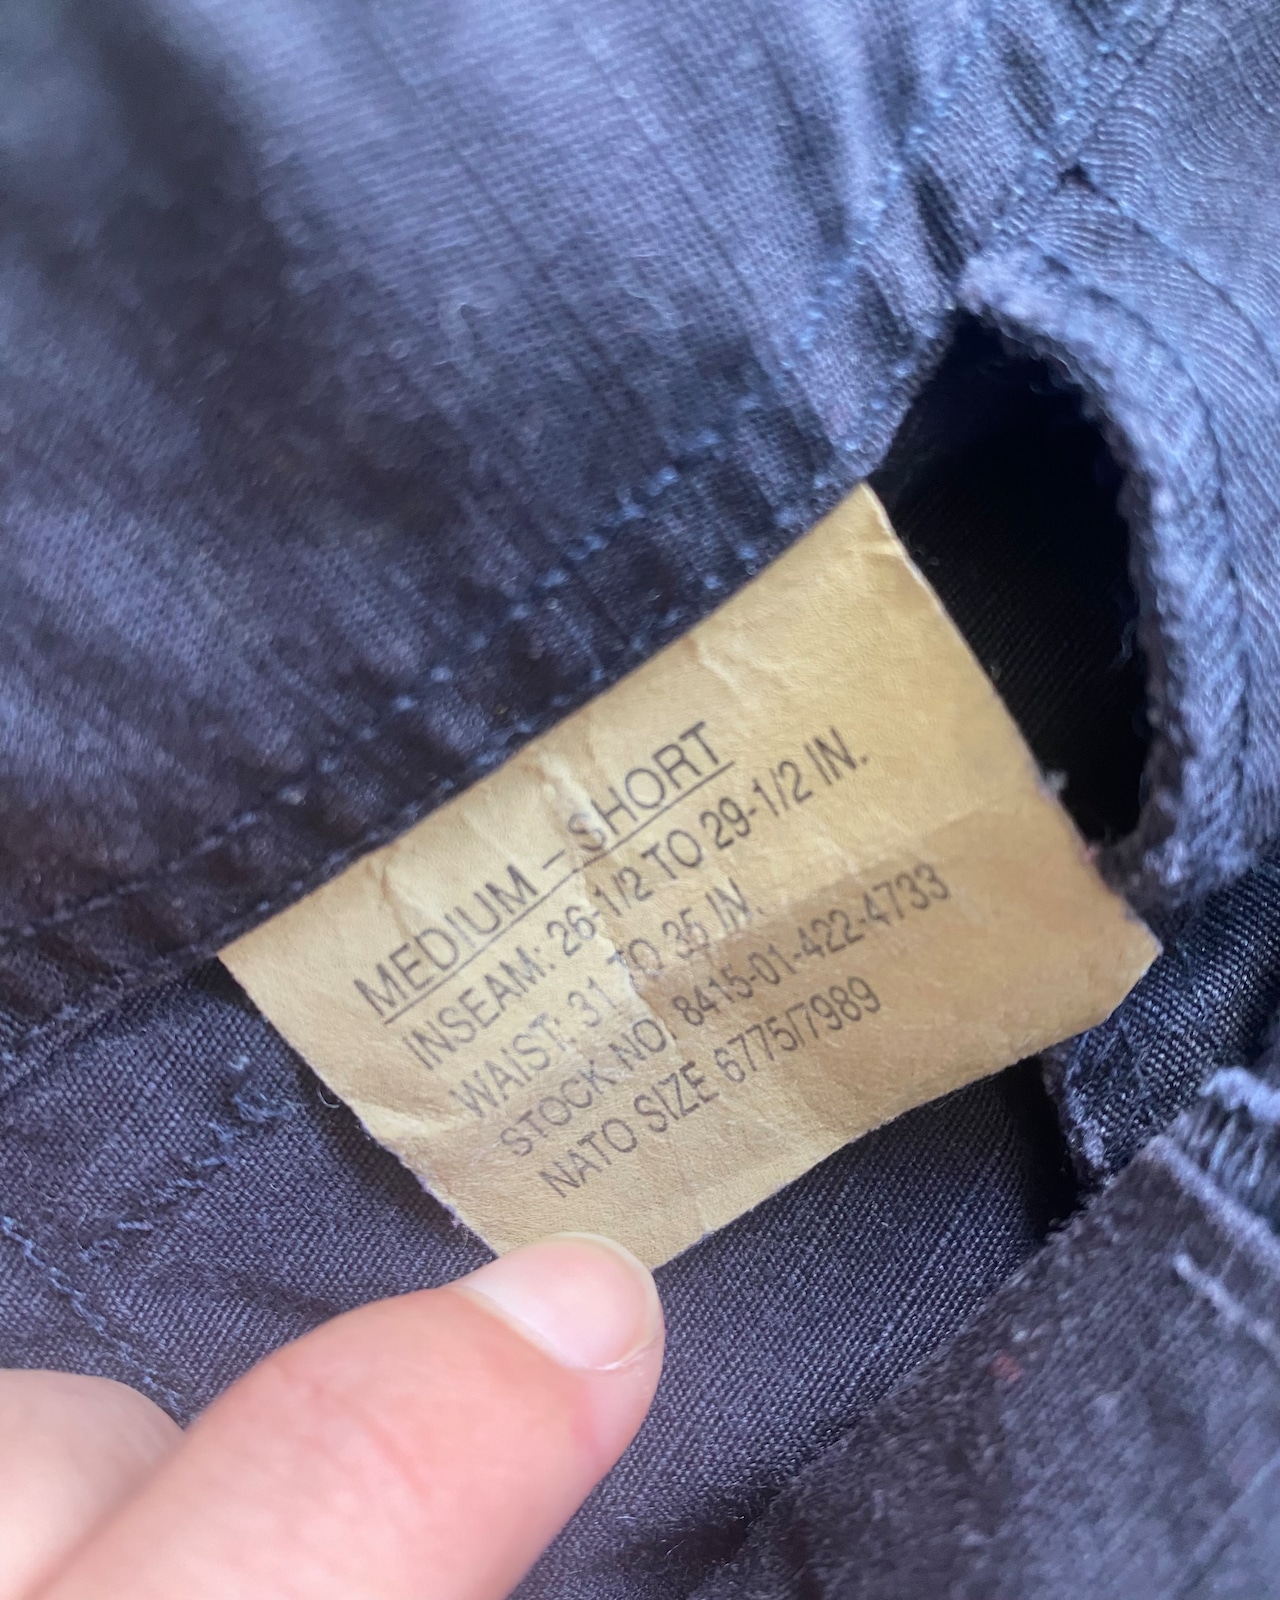 MEDIUM – SHORT
INSEAM: 26-1/2 TO 29-1/2 IN.
WAIST: 31 TO 35 IN.
STOCK NO. 8415-01-422-4733
NATO SIZE 6775/7989